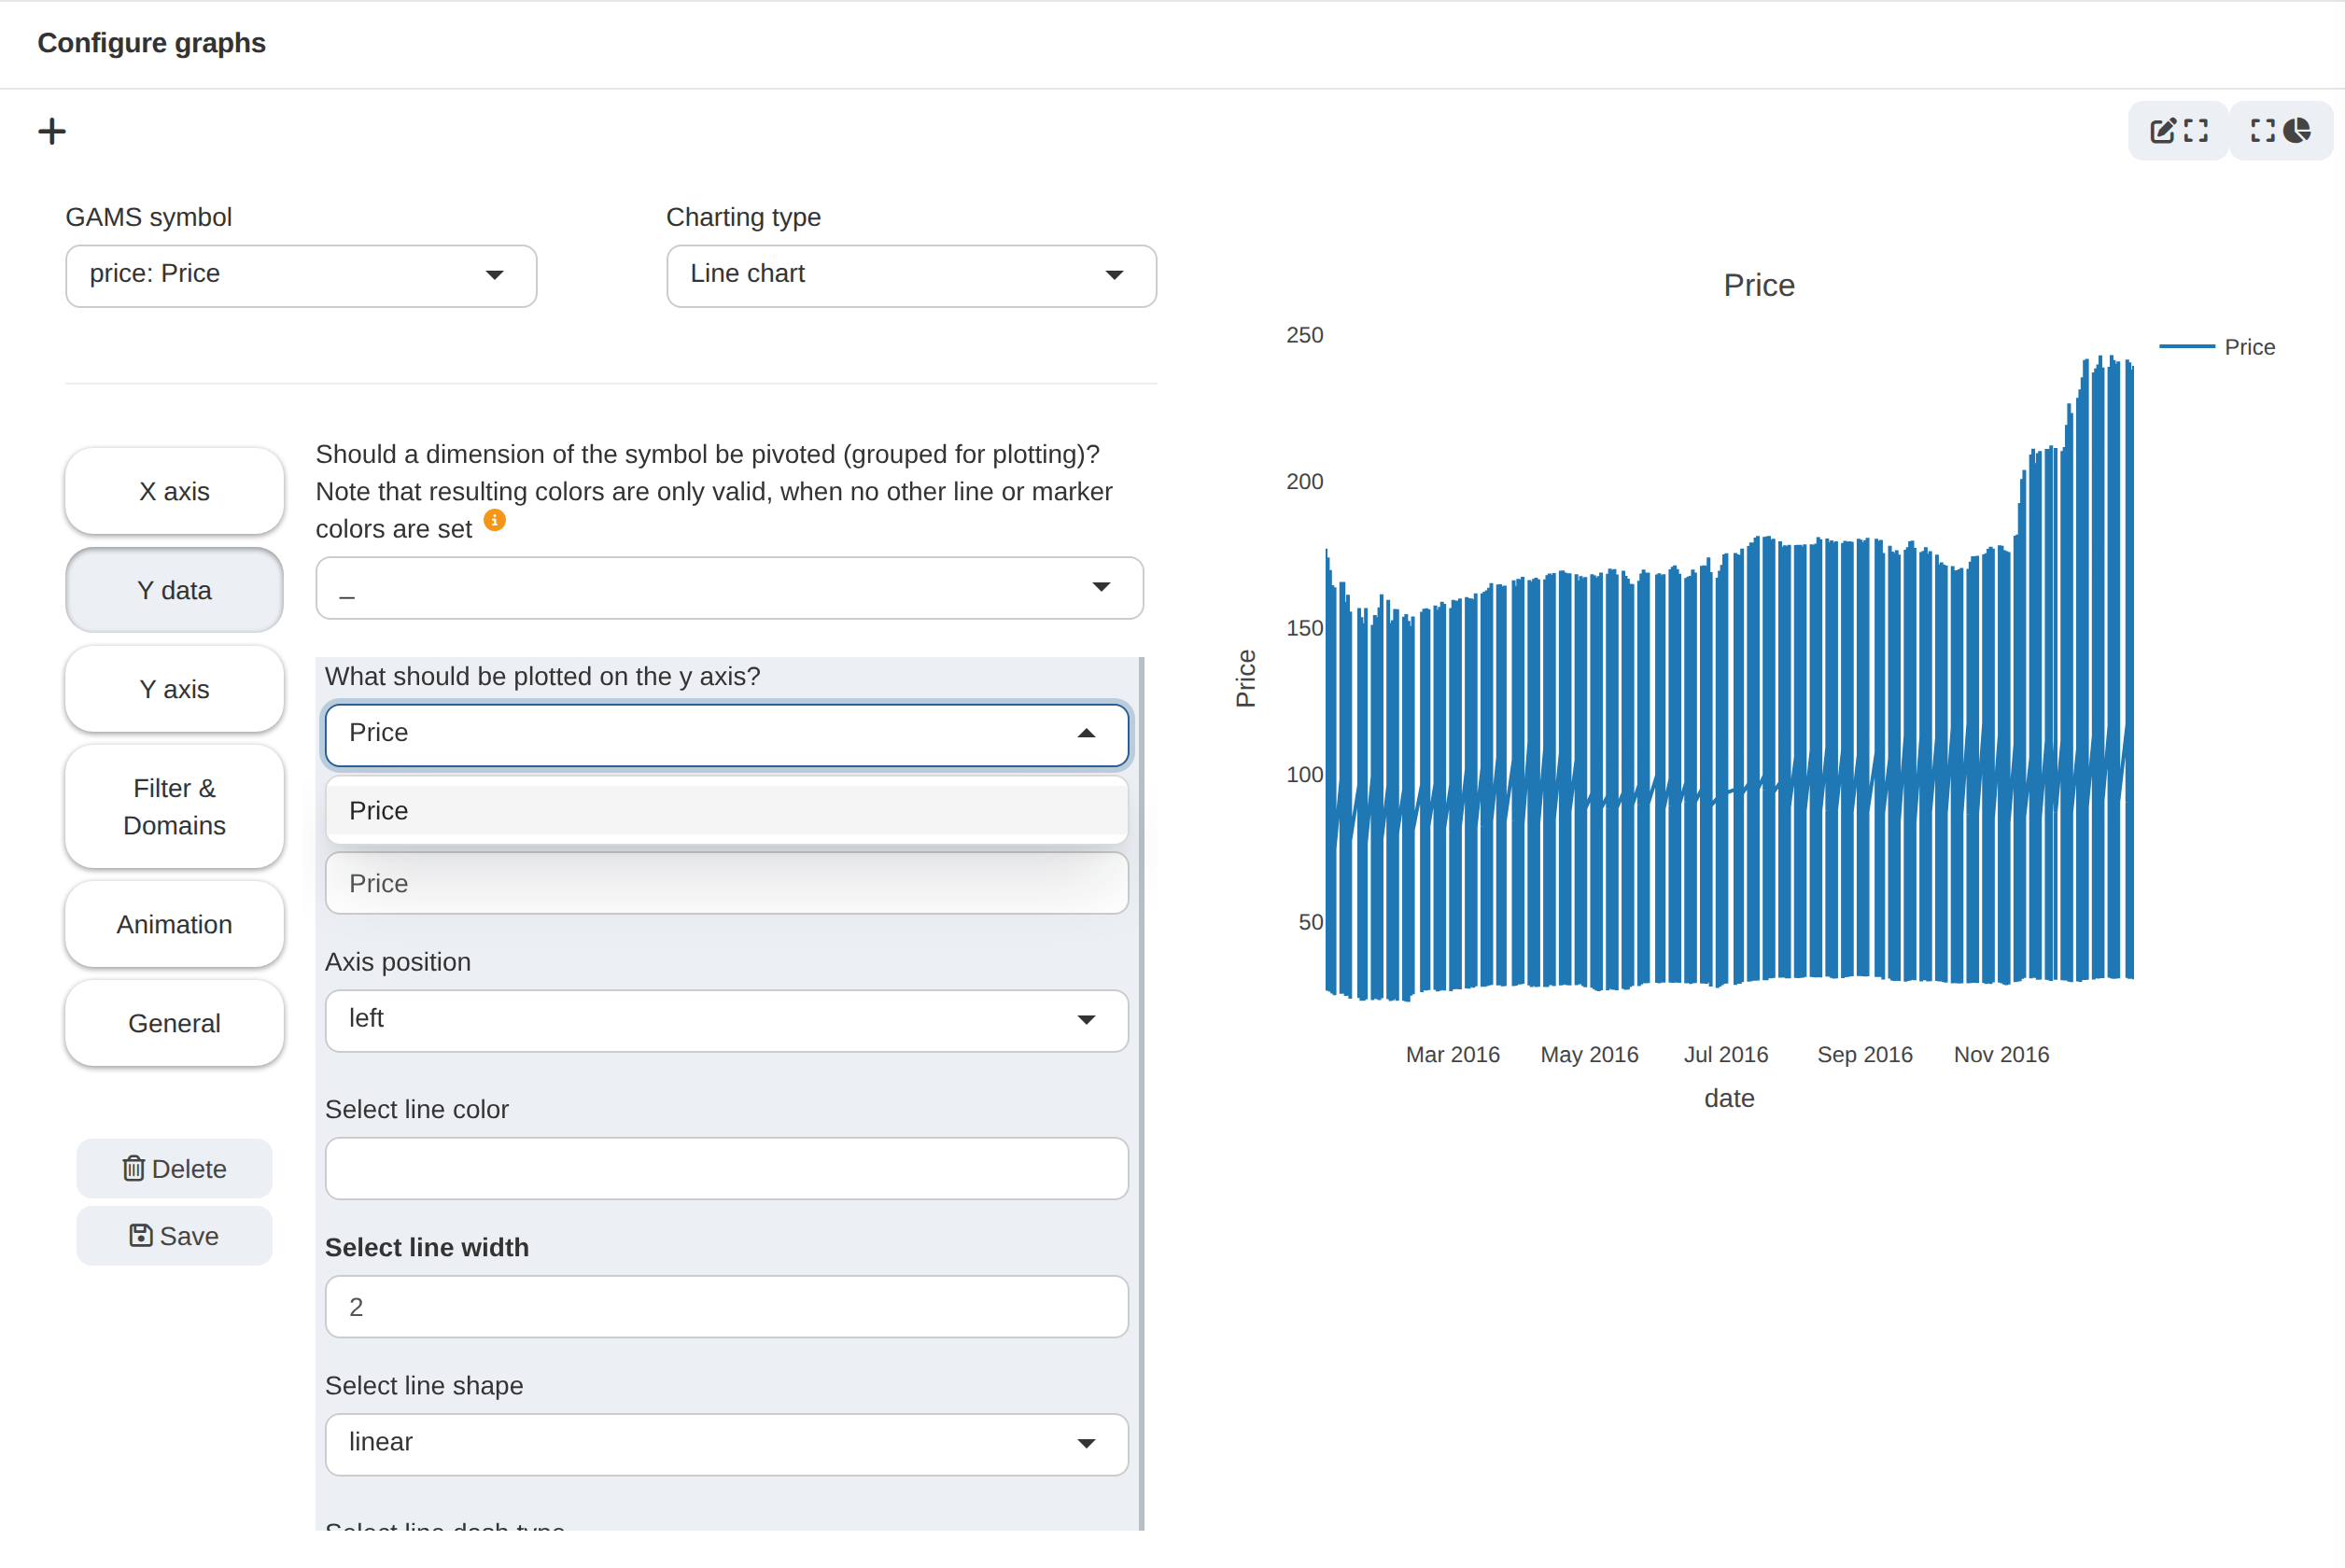 Configure graphs
GAMS symbol
Charting type
price: Price
Line chart
X axis
Y data
Y axis
Filter &
Domains
Animation
General
Delete
Save
Should a dimension of the symbol be pivoted (grouped for plotting)?
Note that resulting colors are only valid, when no other line or marker
colors are set
_
What should be plotted on the y axis?
Price
Price
Price
Axis position
left
Select line color
Select line width
2
Select line shape
linear
Select line dash type
Price
Price
250
200
150
100
50
Price
Mar 2016
May 2016
Jul 2016
Sep 2016
Nov 2016
date